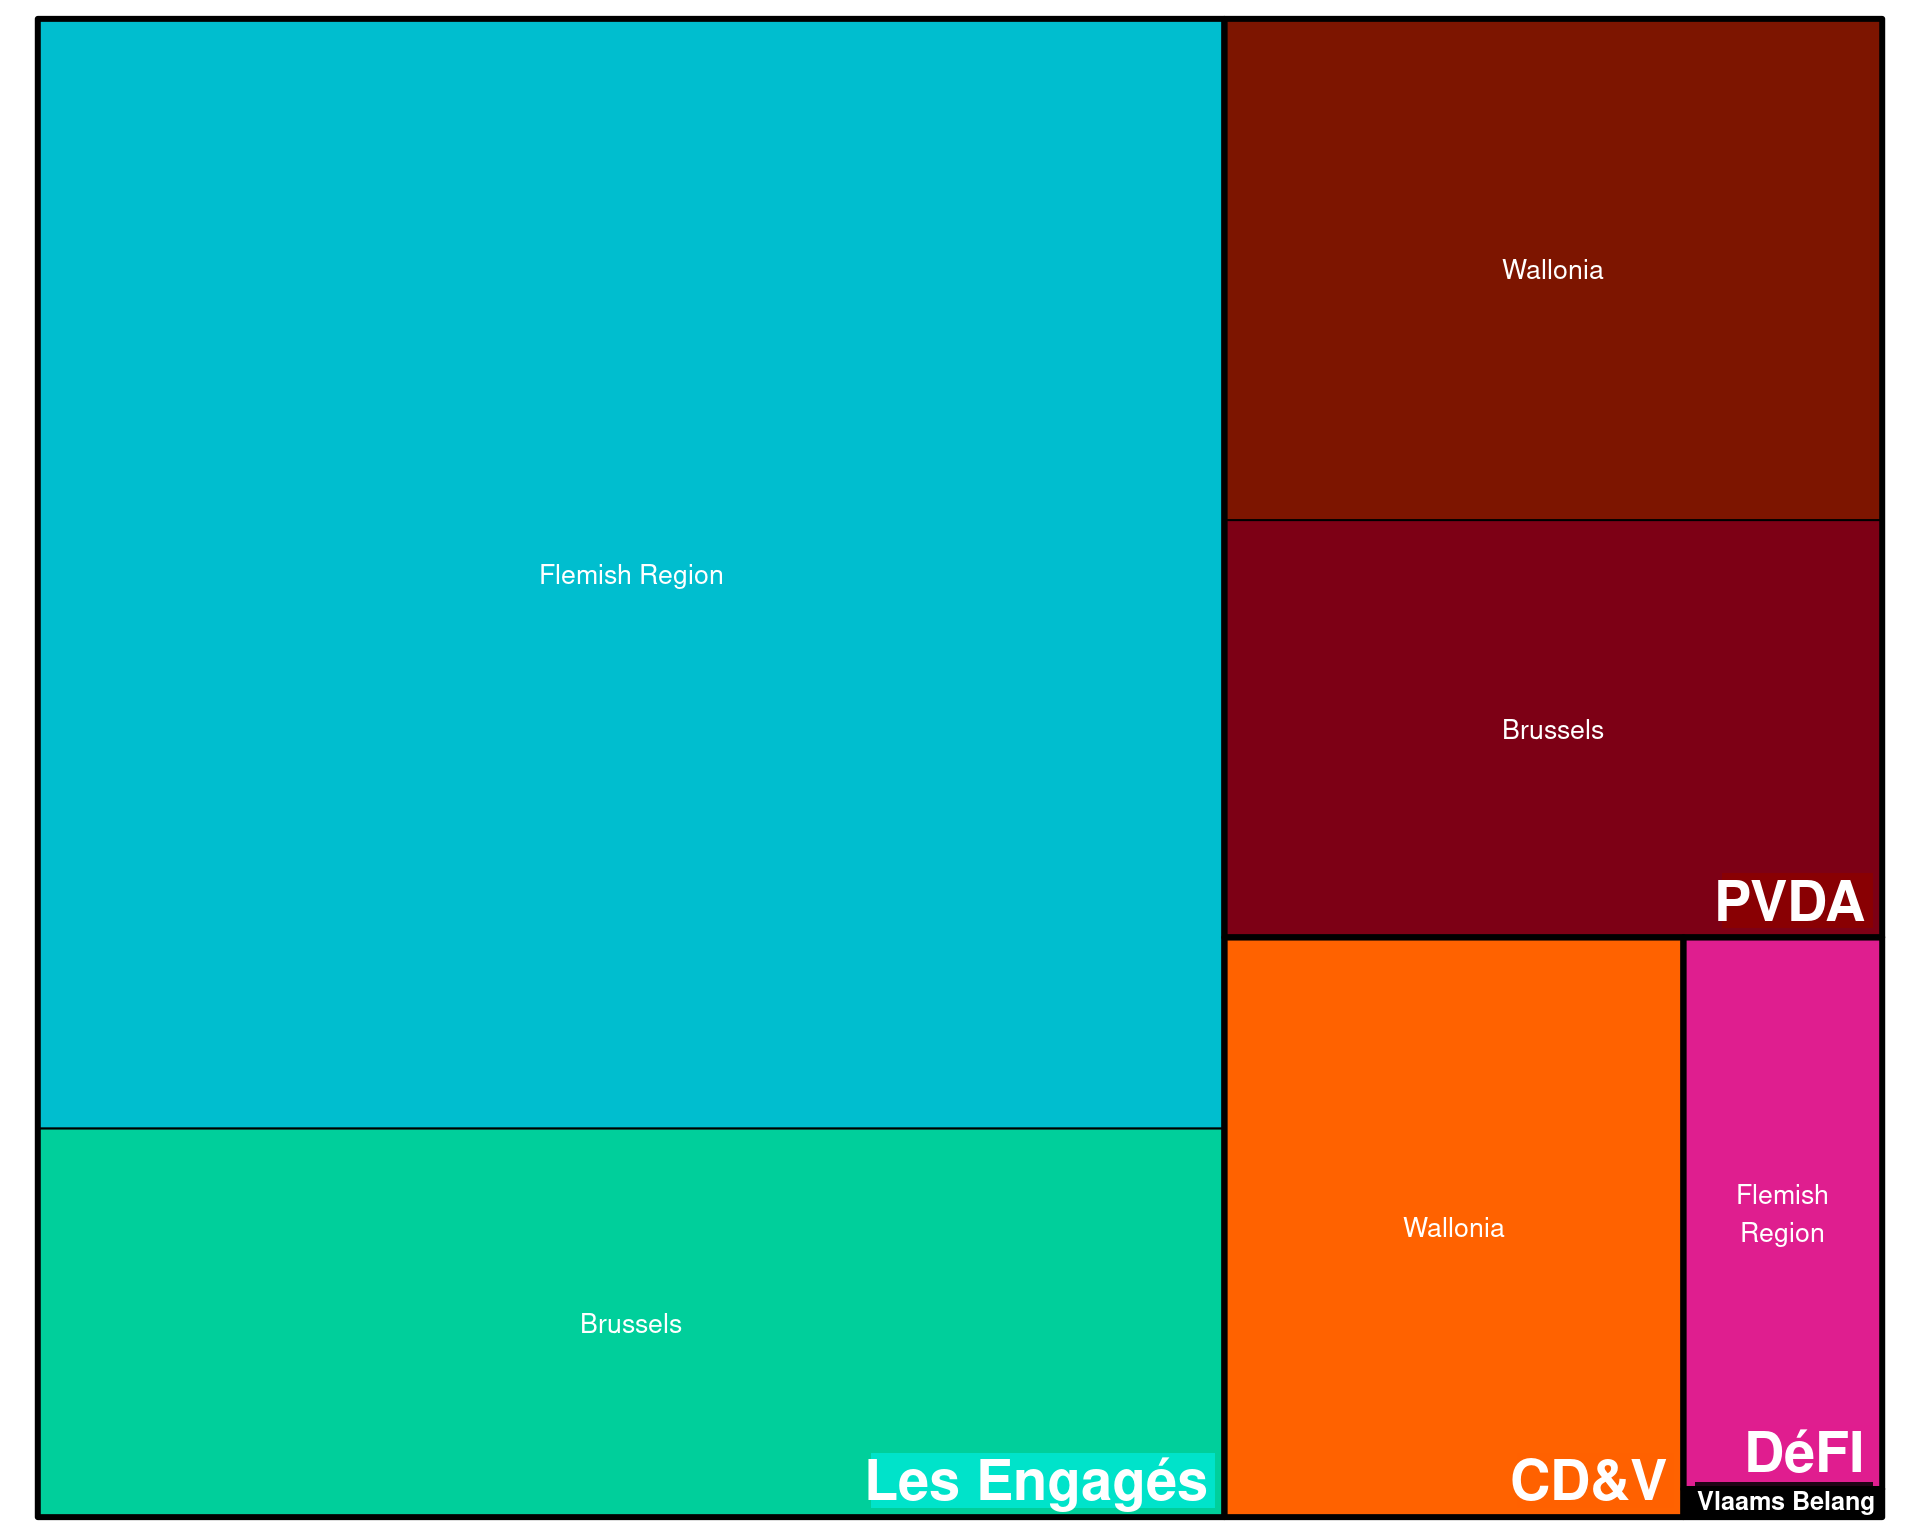 Flemish Region
Brussels
Les Engagés
Wallonia
Brussels
PVDA
Wallonia
CD&V
Flemish
Region
DéFI
Vlaams Belang